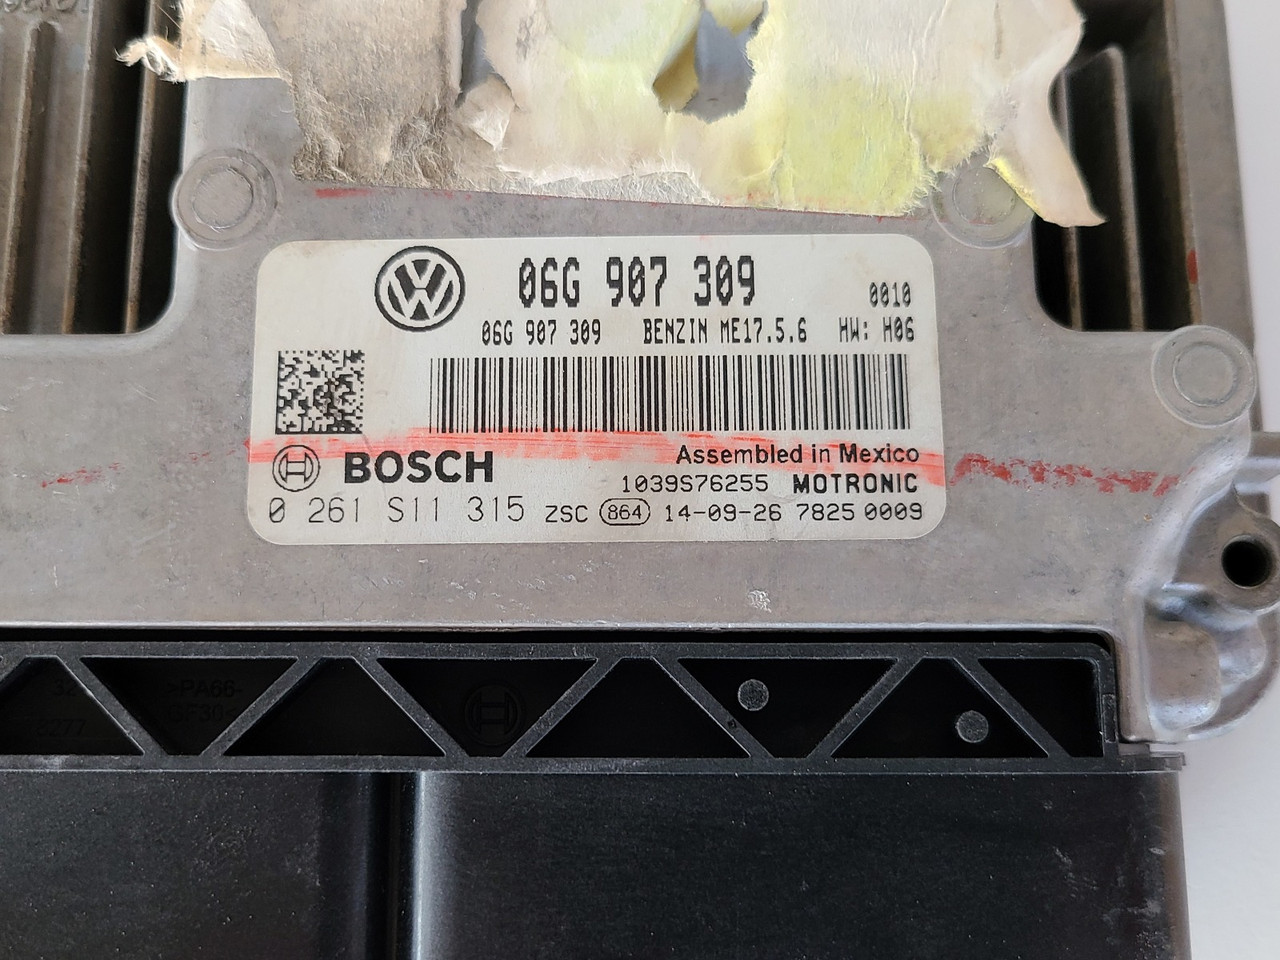 06G 907 309 0010
06G 907 309 BENZIN ME17.5.6 HW: H06
BOSCH Assembled in Mexico
1039S76255 MOTRONIC
0 261 S11 315 ZSC 864 14-09-26 7825 0009
>PA66-